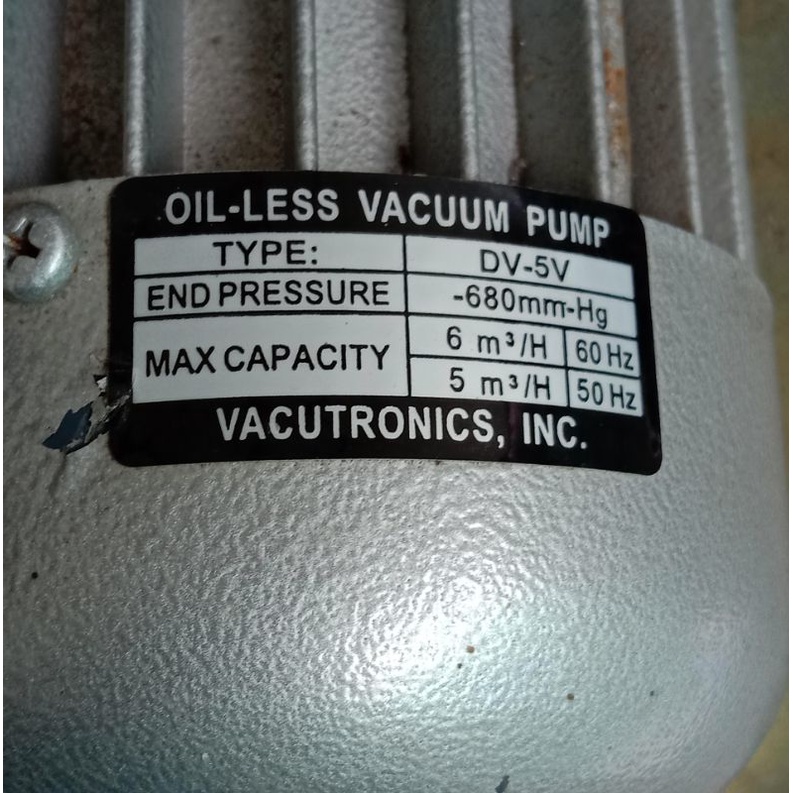 OIL-LESS VACUUM PUMP
TYPE: DV-5V
END PRESSURE -680mm-Hg
MAX CAPACITY
6 m³/H 60 Hz
5 m³/H 50 Hz
VACUTRONICS, INC.